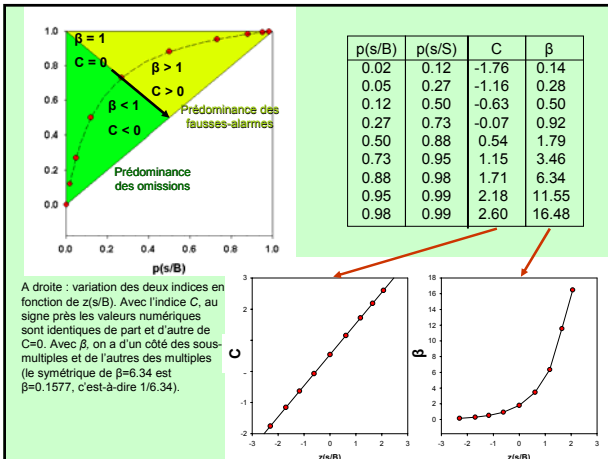 1.0
0.8
0.6
0.4
0.2
0.0
β = 1
C = 0
β > 1
C > 0
β < 1
C < 0
Prédominance des
fausses-alarmes
Prédominance
des omissions
0.0 0.2 0.4 0.6 0.8 1.0
p(s/B)
p(s/B) p(s/S) C β
0.02 0.12 -1.76 0.14
0.05 0.27 -1.16 0.28
0.12 0.50 -0.63 0.50
0.27 0.73 -0.07 0.92
0.50 0.88 0.54 1.79
0.73 0.95 1.15 3.46
0.88 0.98 1.71 6.34
0.95 0.99 2.18 11.55
0.98 0.99 2.60 16.48
A droite : variation des deux indices en
fonction de z(s/B). Avec l'indice C, au
signe près les valeurs numériques
sont identiques de part et d'autre de
C=0. Avec β, on a d'un côté des sous-
multiples et de l'autres des multiples
(le symétrique de β=6.34 est
β=0.1577, c'est-à-dire 1/6.34).
3
2
-1
-2
C
-3 -2 -1 0 1 2 3
z(s/B)
18
16
14
12
10
8
6
4
2
0
β
-3 -2 -1 0 1 2 3
z(s/B)